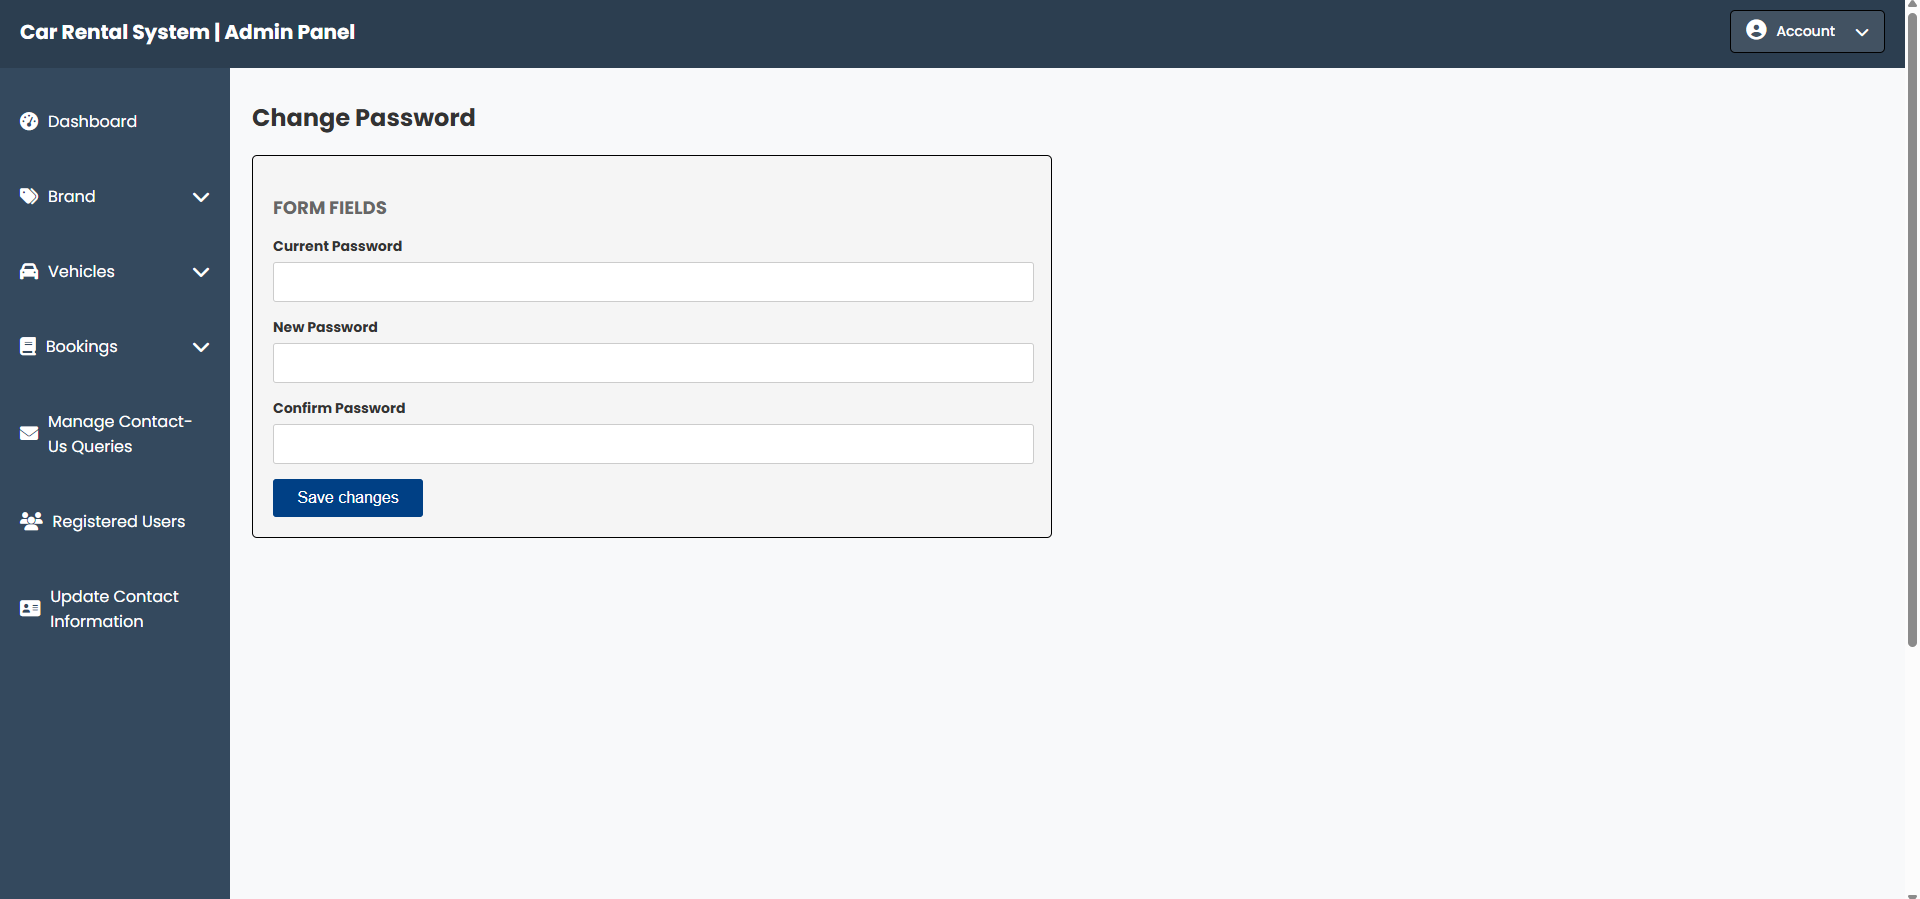 Car Rental System | Admin Panel
Account
Dashboard
Brand
Vehicles
Bookings
Manage Contact-
Us Queries
Registered Users
Update Contact
Information
Change Password
FORM FIELDS
Current Password
New Password
Confirm Password
Save changes